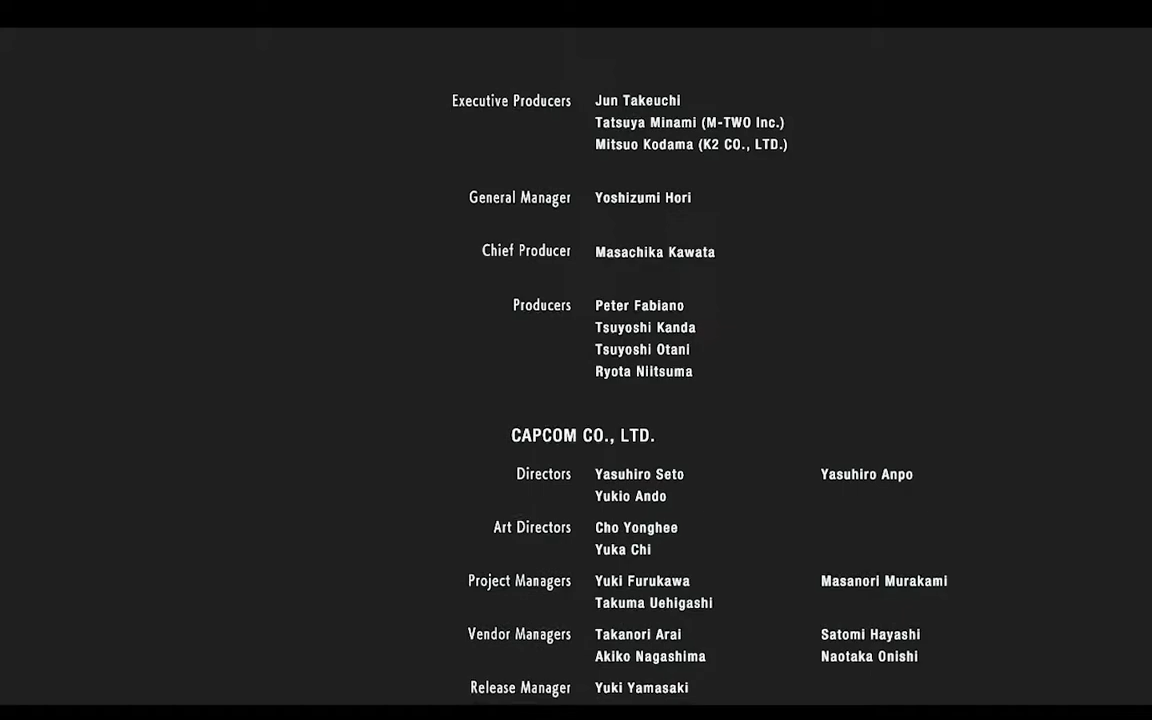 Executive Producers Jun Takeuchi
Tatsuya Minami (M-TWO Inc.)
Mitsuo Kodama (K2 CO., LTD.)
General Manager Yoshizumi Hori
Chief Producer Masachika Kawata
Producers Peter Fabiano
Tsuyoshi Kanda
Tsuyoshi Otani
Ryota Niitsuma
CAPCOM CO., LTD.
Directors Yasuhiro Seto Yasuhiro Anpo
Yukio Ando
Art Directors Cho Yonghee
Yuka Chi
Project Managers Yuki Furukawa Masanori Murakami
Takuma Uehigashi
Vendor Managers Takanori Arai Satomi Hayashi
Akiko Nagashima Naotaka Onishi
Release Manager Yuki Yamasaki